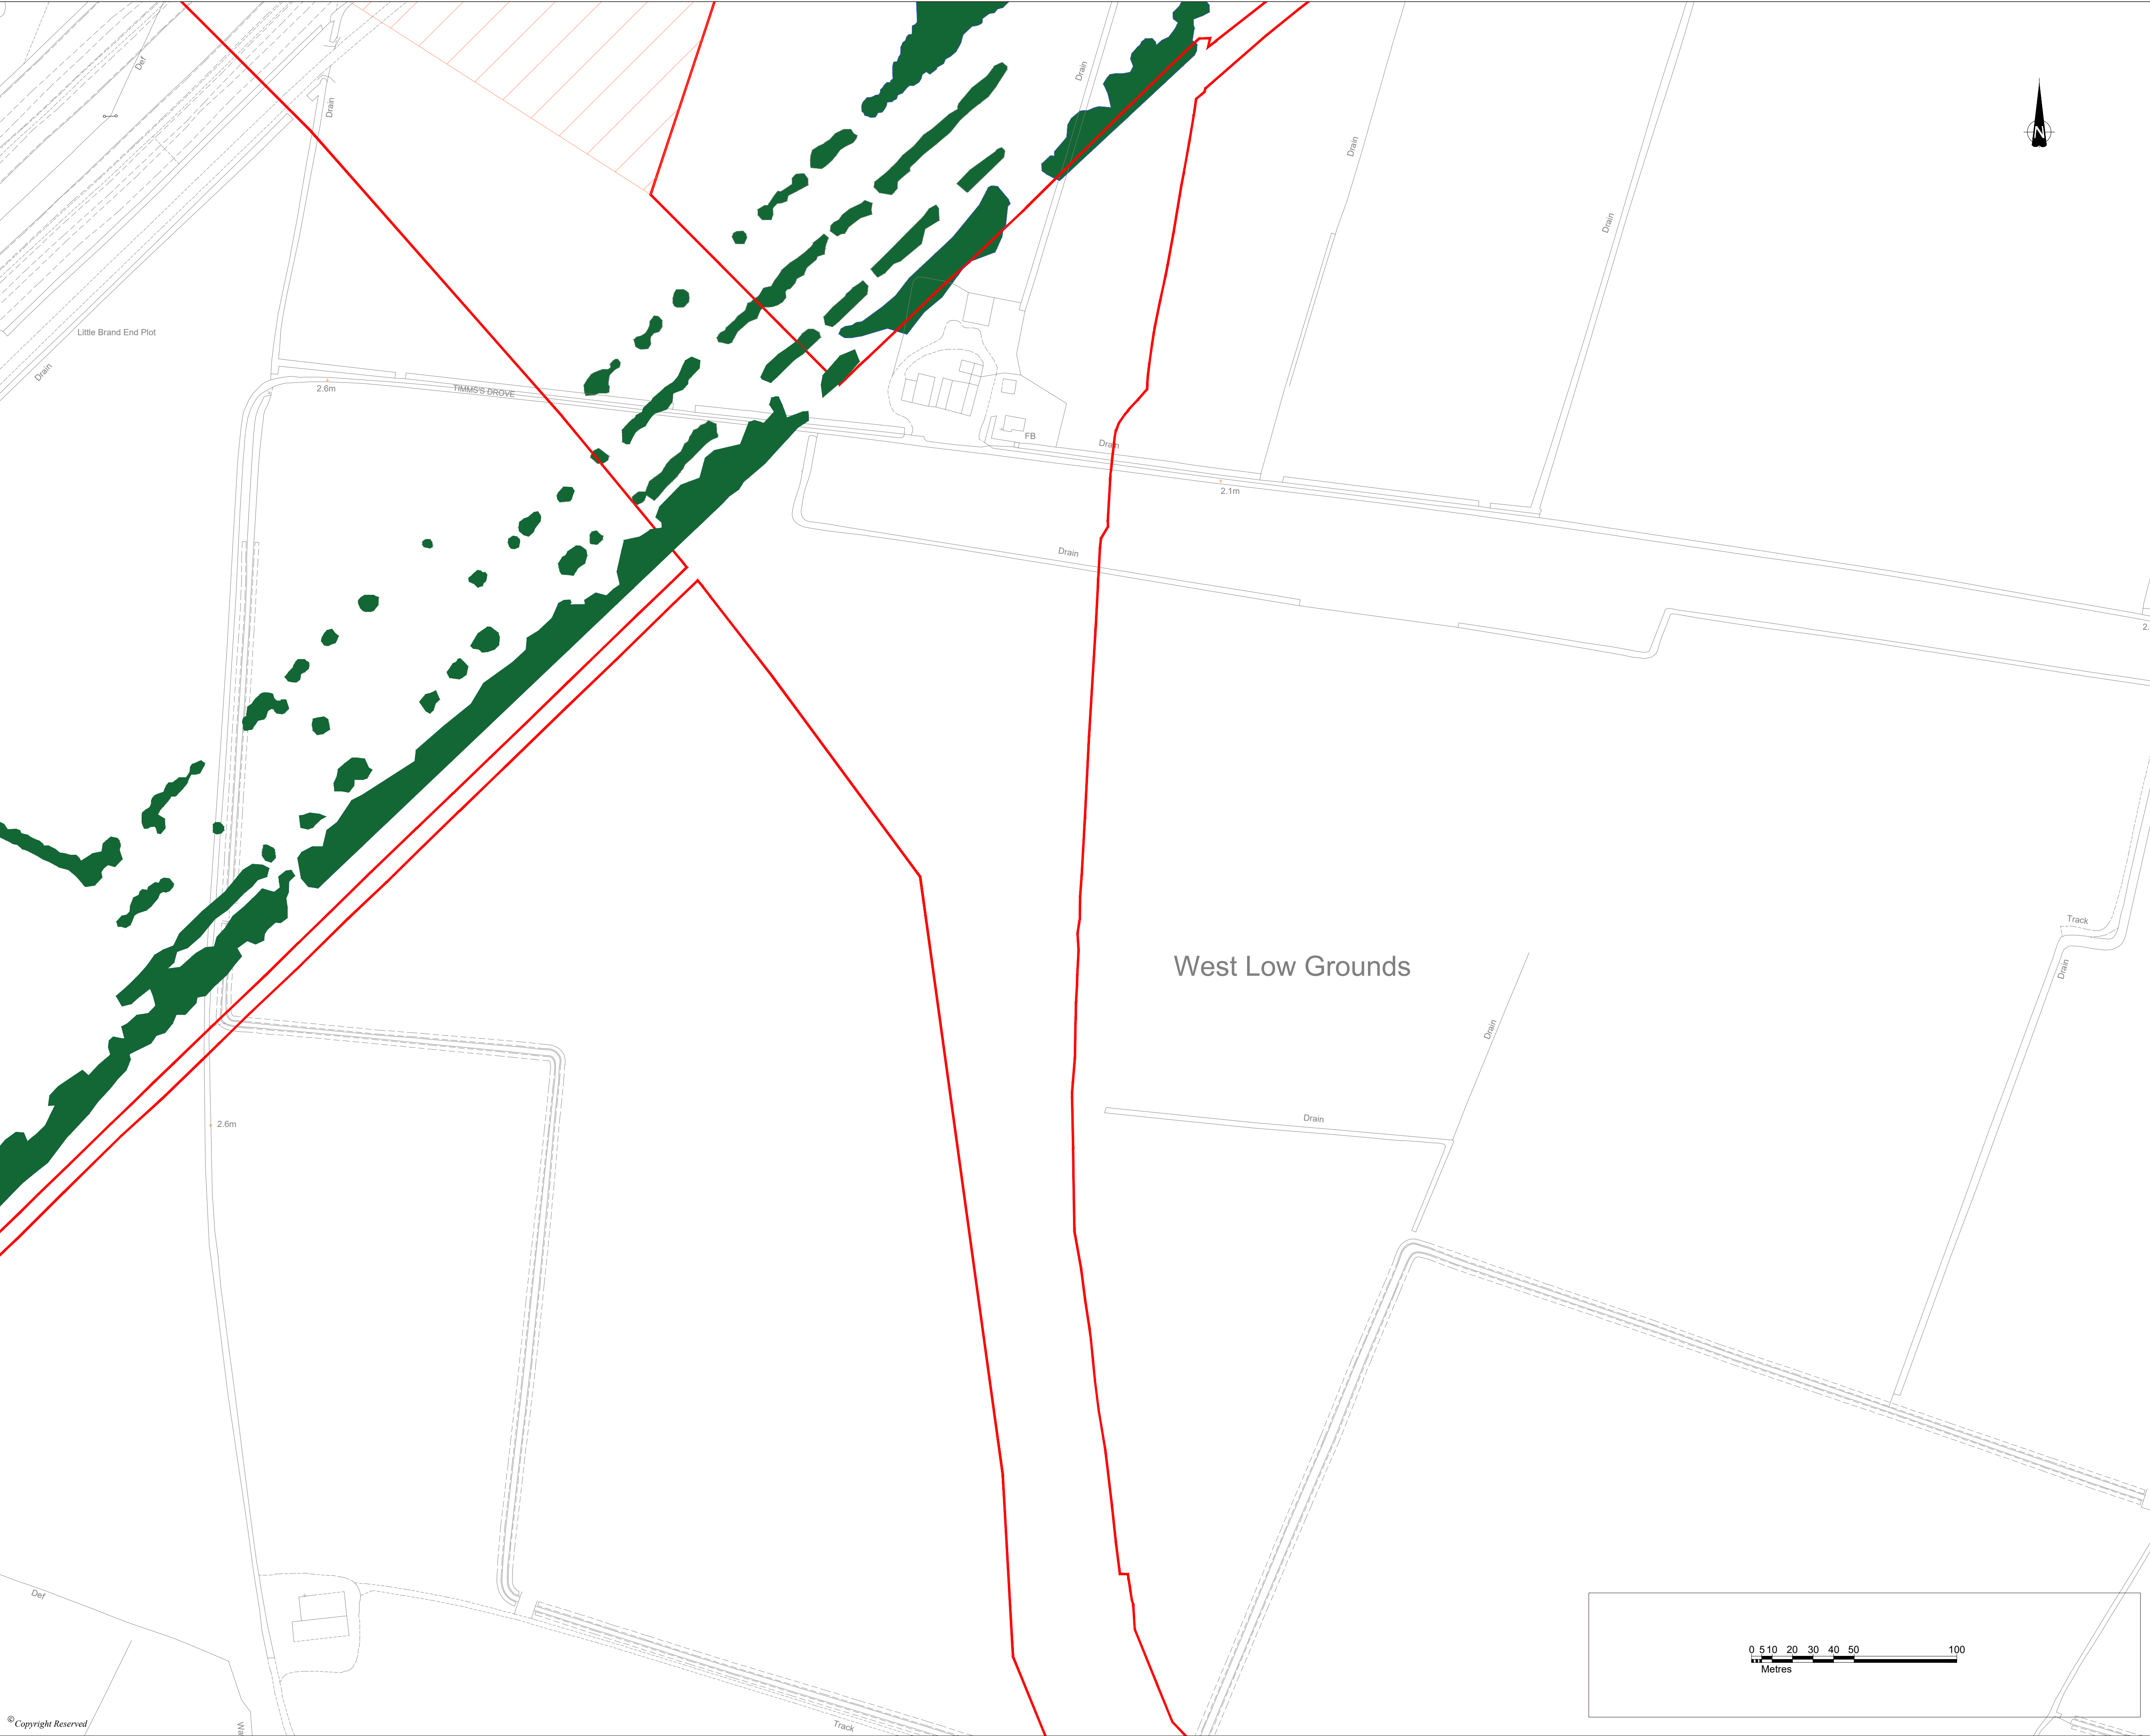 Def
Drain
Drain
Drain
Drain
N
Drain
Little Brand End Plot
Drain
2.6m
TIMMS'S DROVE
FB
Drain
2.1m
Drain
2.
Track
West Low Grounds
Drain
Drain
Drain
2.6m
Def
0 5 10 20 30 40 50 100
Metres
© Copyright Reserved
Track